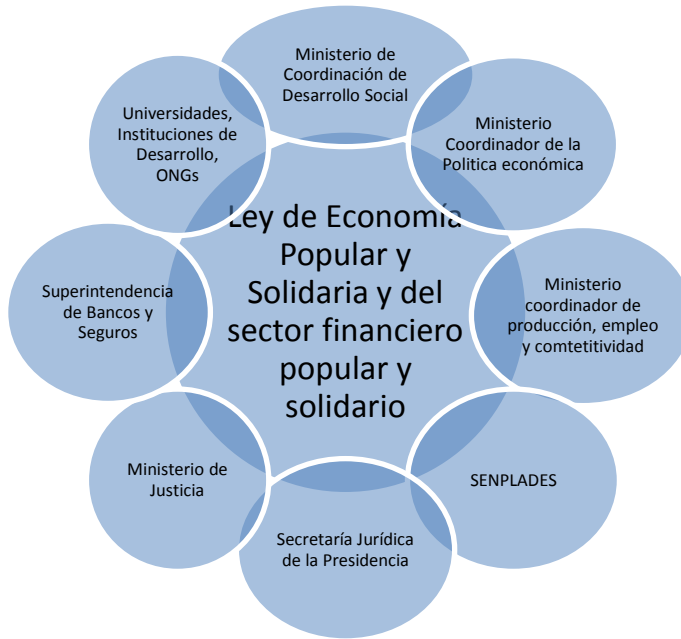 Ministerio de
Coordinación de
Desarrollo Social
Ministerio
Coordinador de la
Politica económica
Ministerio
coordinador de
producción, empleo
y comtetitividad
SENPLADES
Secretaría Jurídica
de la Presidencia
Ministerio de
Justicia
Superintendencia
de Bancos y
Seguros
Universidades,
Instituciones de
Desarrollo,
ONGs
Ley de Economía
Popular y
Solidaria y del
sector financiero
popular y
solidario